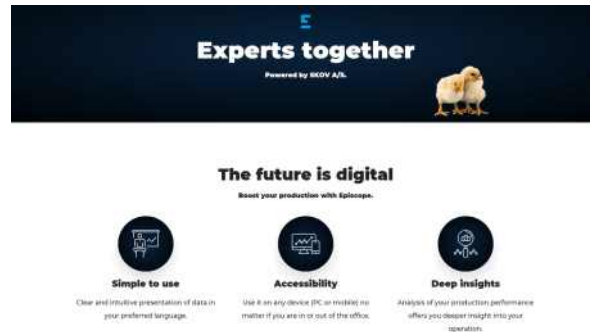 Experts together
Powered by SKOV A/S.
The future is digital
Boost your production with Episcope.
Simple to use
Clear and intuitive presentation of data in
your preferred language.
Accessibility
Use it on any device (PC or mobile) no
matter if you are in or out of the office.
Deep insights
Analysis of your production performance
offers you deeper insight into your
operation.